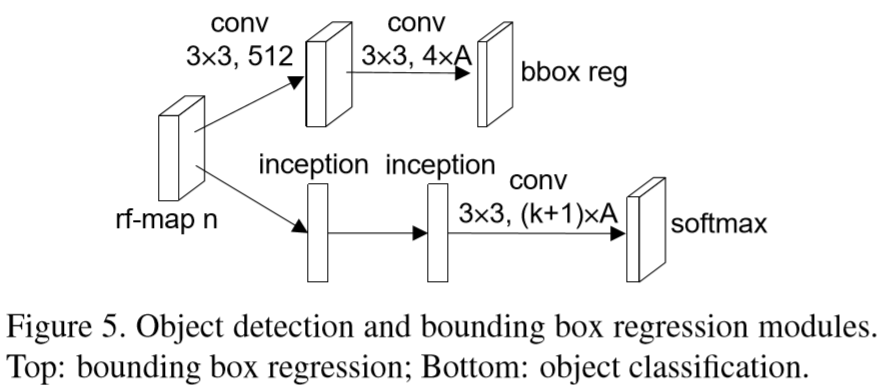 conv
3×3, 512
conv
3×3, 4×A
bbox reg
rf-map n
inception
inception
conv
3×3, (k+1)×A
softmax
Figure 5. Object detection and bounding box regression modules.
Top: bounding box regression; Bottom: object classification.